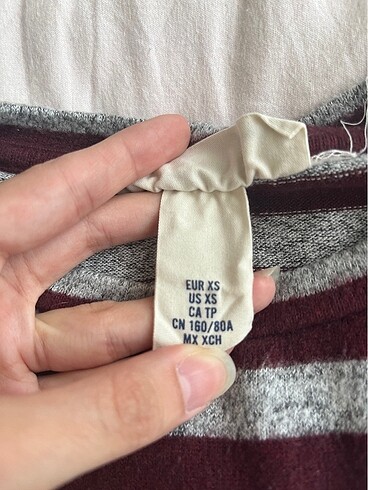 EUR XS
US XS
CA TP
CN 160/80A
MX XCH